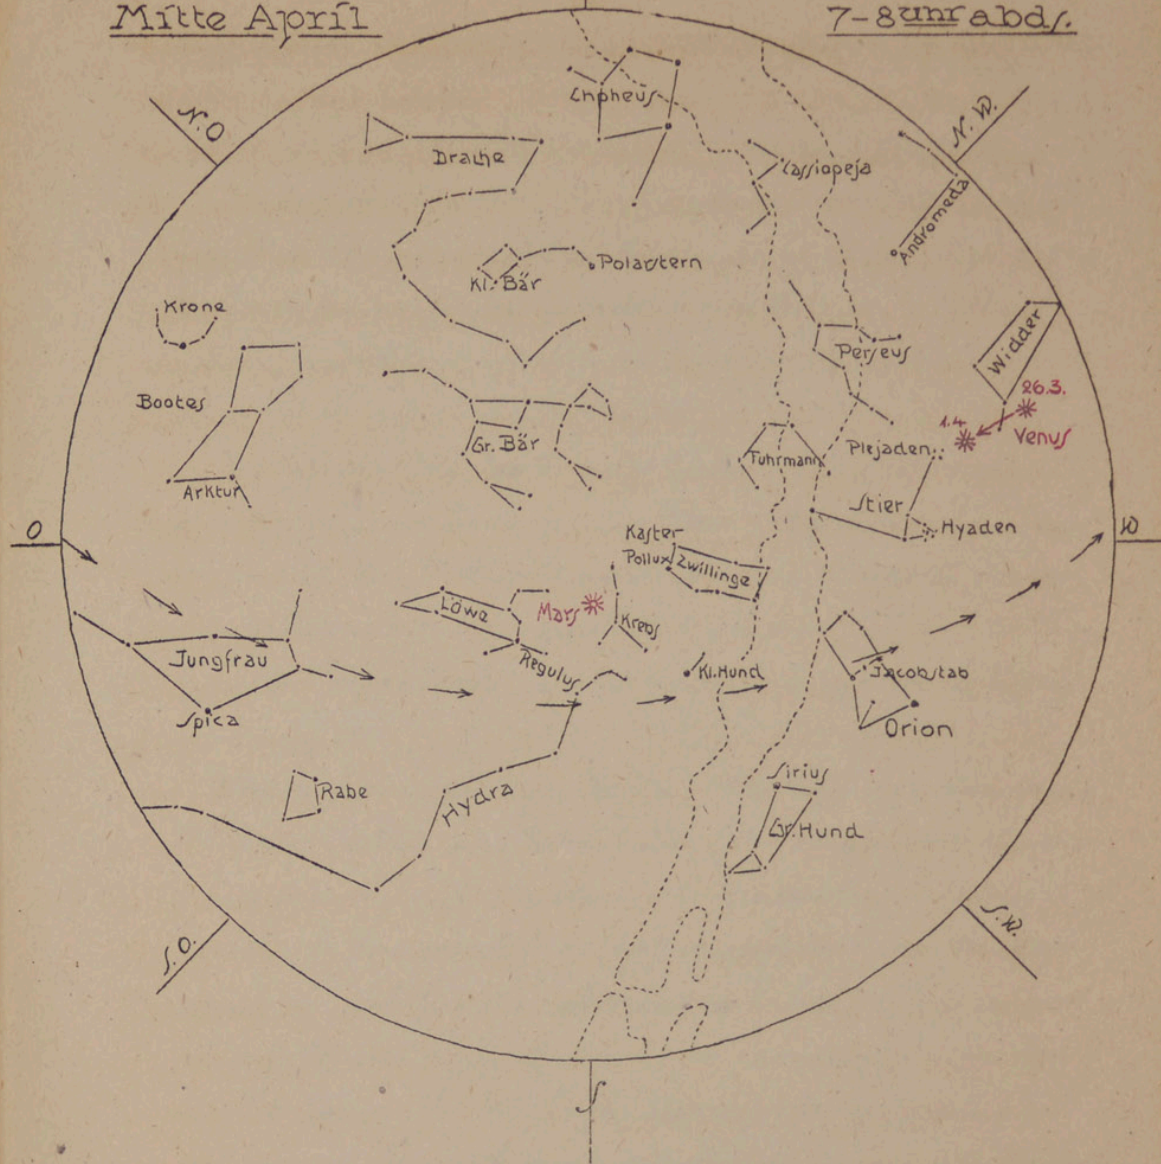 Mitte April
7-8 uhr abds.
N.O
N.W.
Cepheus
Drache
Cassiopeja
Andromeda
Polarstern
Kl. Bär
Krone
Widder
Perseus
26.3.
Bootes
1.4
Venus
Gr. Bär
Plejaden
Fuhrmann
Arktur
Stier
Hyaden
O
W
Kaster
Pollux
Zwillinge
Löwe
Mars
Krebs
Jungfrau
Regulus
Kl. Hund
Jacobstab
Spica
Orion
Sirius
Rabe
Hydra
Gr. Hund
S.O.
S.W.
S